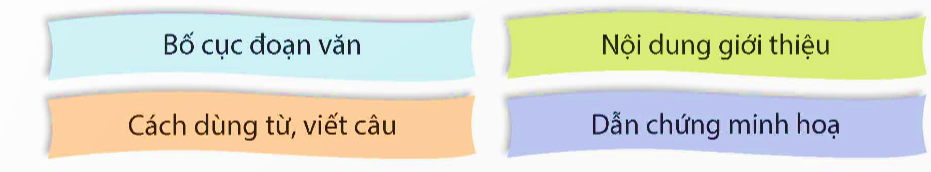 Bố cục đoạn văn
Nội dung giới thiệu
Cách dùng từ, viết câu
Dẫn chứng minh hoạ